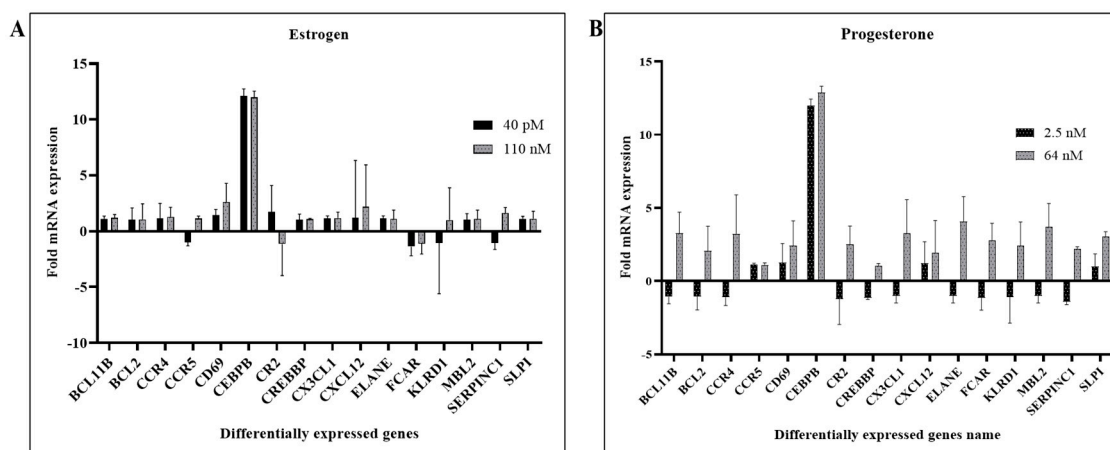 A
Estrogen
Fold mRNA expression
15
10
5
0
-5
-10
40 pM
110 nM
BCL11B
BCL2
CCR4
CCR5
CD69
CEBPB
CR2
CREBBP
CX3CL1
CXCL12
ELANE
FCAR
KLRD1
MBL2
SERPINC1
SLPI
Differentially expressed genes
B
Progesterone
Fold mRNA expression
15
10
5
0
-5
2.5 nM
64 nM
BCL11B
BCL2
CCR4
CCR5
CD69
CEBPB
CR2
CREBBP
CX3CL1
CXCL12
ELANE
FCAR
KLRD1
MBL2
SERPINC1
SLPI
Differentially expressed genes name